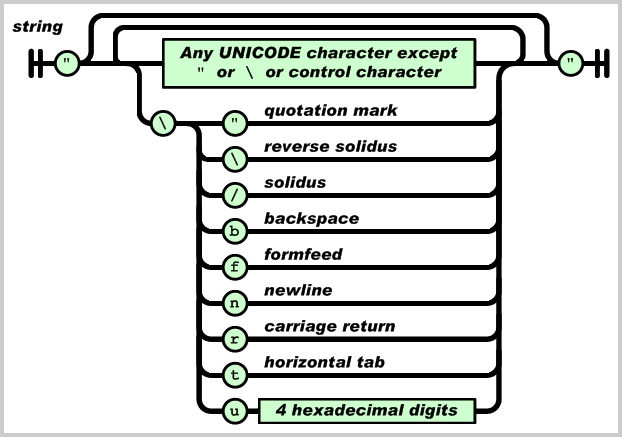 string
" Any UNICODE character except "
" or \ or control character
\ " quotation mark
\ reverse solidus
/ solidus
b backspace
f formfeed
n newline
r carriage return
t horizontal tab
u 4 hexadecimal digits